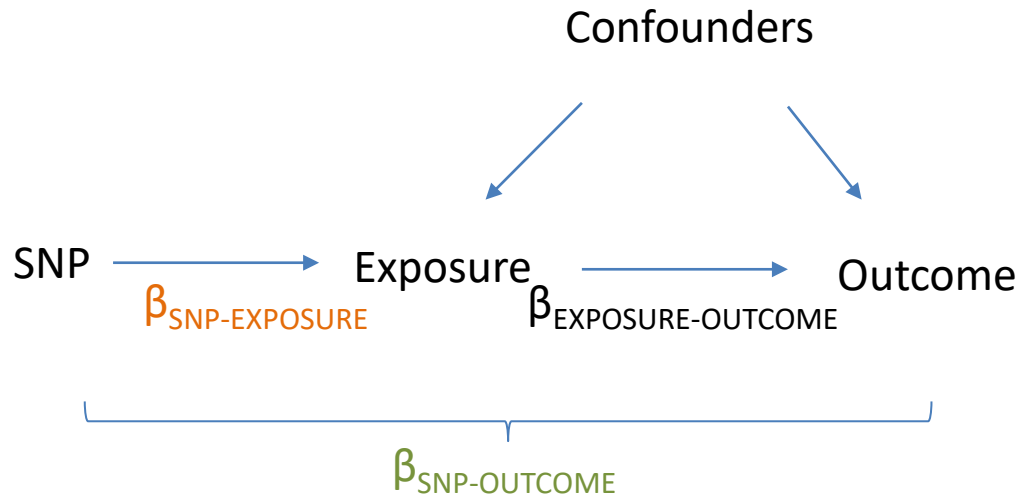 Confounders
SNP
Exposure
Outcome
βSNP-EXPOSURE
βEXPOSURE-OUTCOME
βSNP-OUTCOME